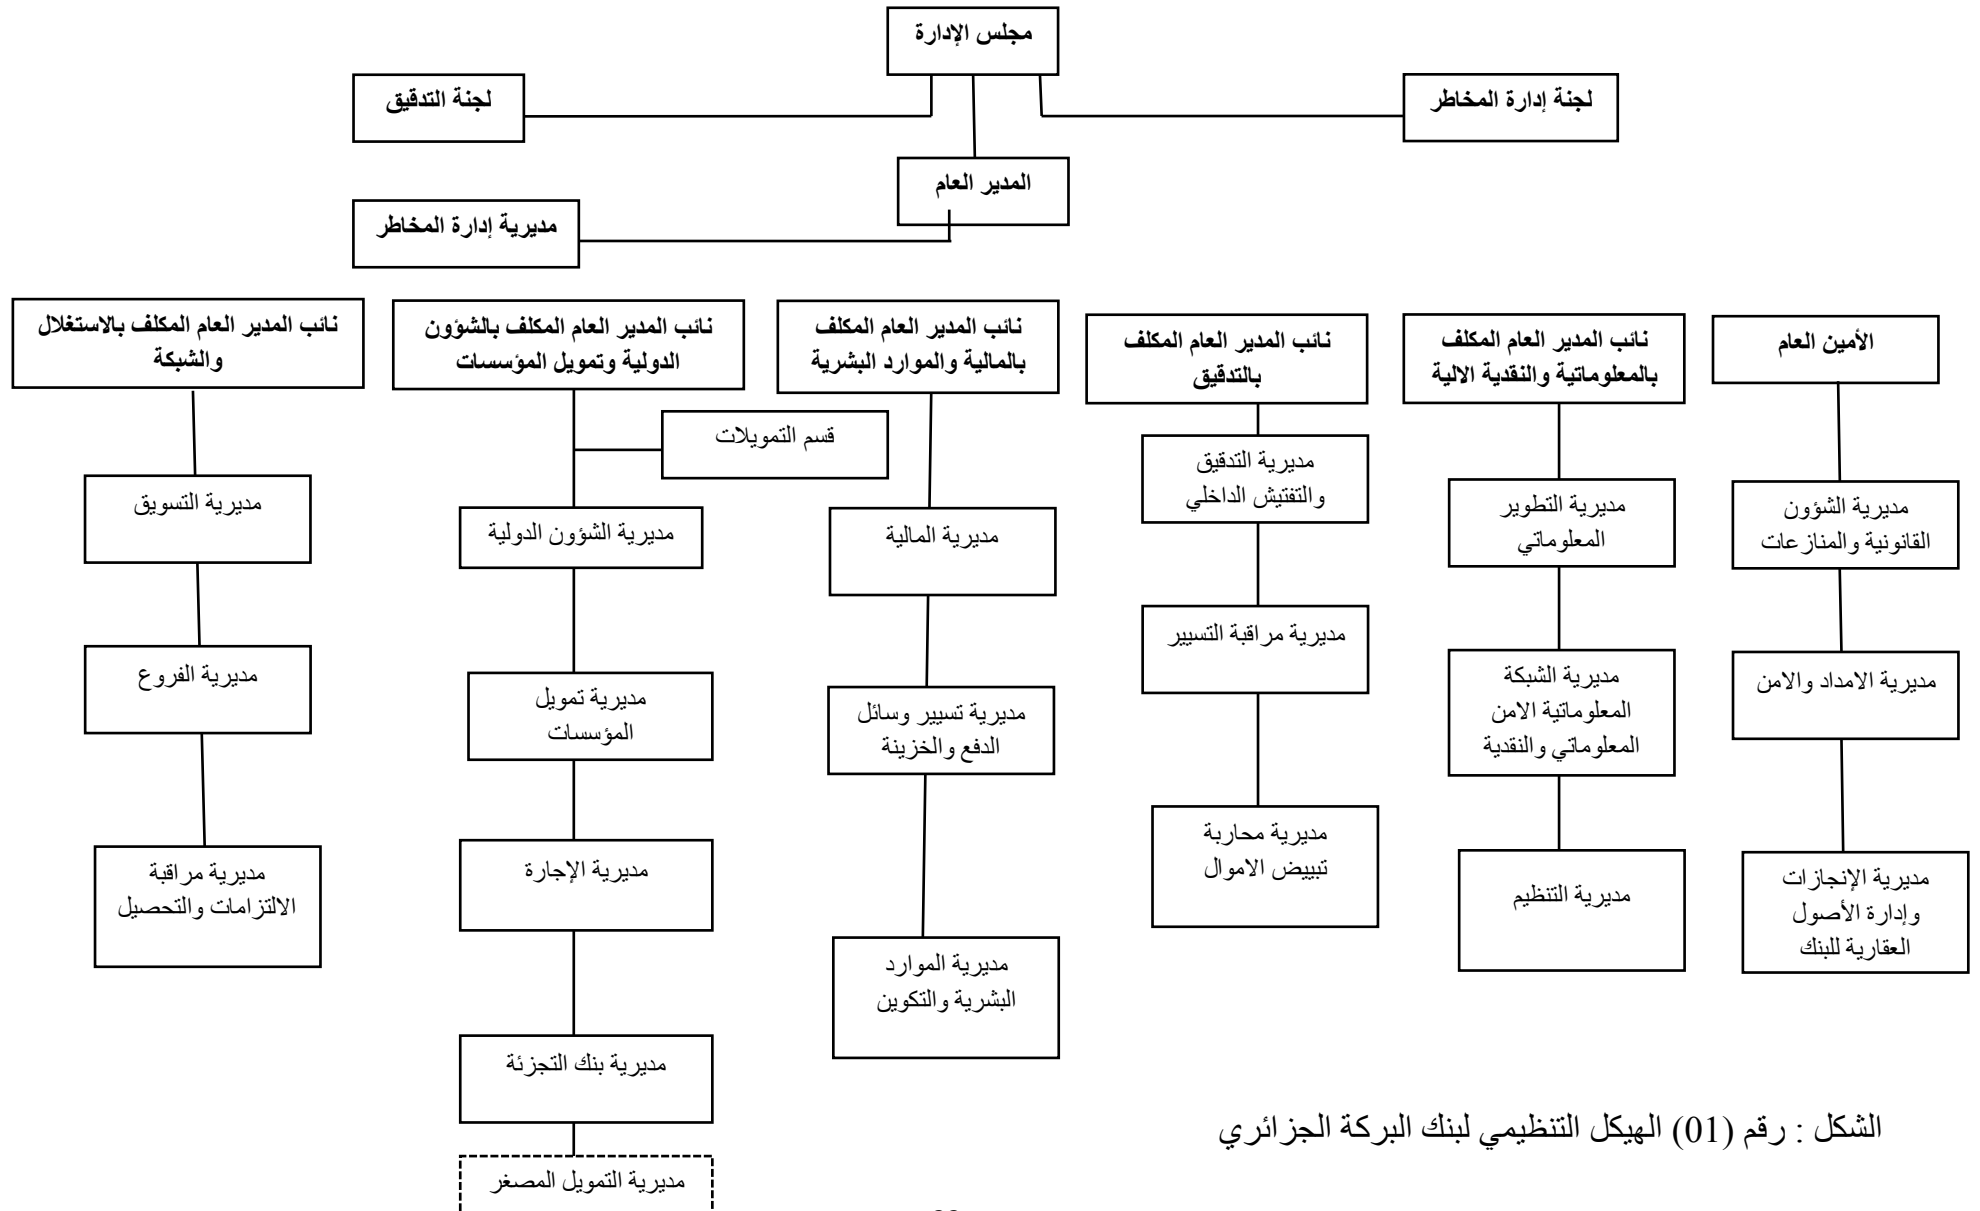 مجلس الإدارة
لجنة إدارة المخاطر
لجنة التدقيق
المدير العام
مديرية إدارة المخاطر
الأمين العام
مديرية الشؤون
القانونية والمنازعات
مديرية الامداد والامن
مديرية الإنجازات
وإدارة الأصول
العقارية للبنك
نائب المدير العام المكلف
بالمعلوماتية والنقدية الالية
مديرية التطوير
المعلوماتي
مديرية الشبكة
المعلوماتية الامن
المعلوماتي والنقدية
مديرية التنظيم
نائب المدير العام المكلف
بالتدقيق
مديرية التدقيق
والتفتيش الداخلي
مديرية مراقبة التسيير
مديرية محاربة
تبييض الاموال
نائب المدير العام المكلف
بالمالية والموارد البشرية
مديرية المالية
مديرية تسيير وسائل
الدفع والخزينة
مديرية الموارد
البشرية والتكوين
نائب المدير العام المكلف بالشؤون
الدولية وتمويل المؤسسات
قسم التمويلات
مديرية الشؤون الدولية
مديرية تمويل
المؤسسات
مديرية الإجارة
مديرية بنك التجزئة
مديرية التمويل المصغر
نائب المدير العام المكلف بالاستغلال
والشبكة
مديرية التسويق
مديرية الفروع
مديرية مراقبة
الالتزامات والتحصيل
الشكل : رقم (01) الهيكل التنظيمي لبنك البركة الجزائري